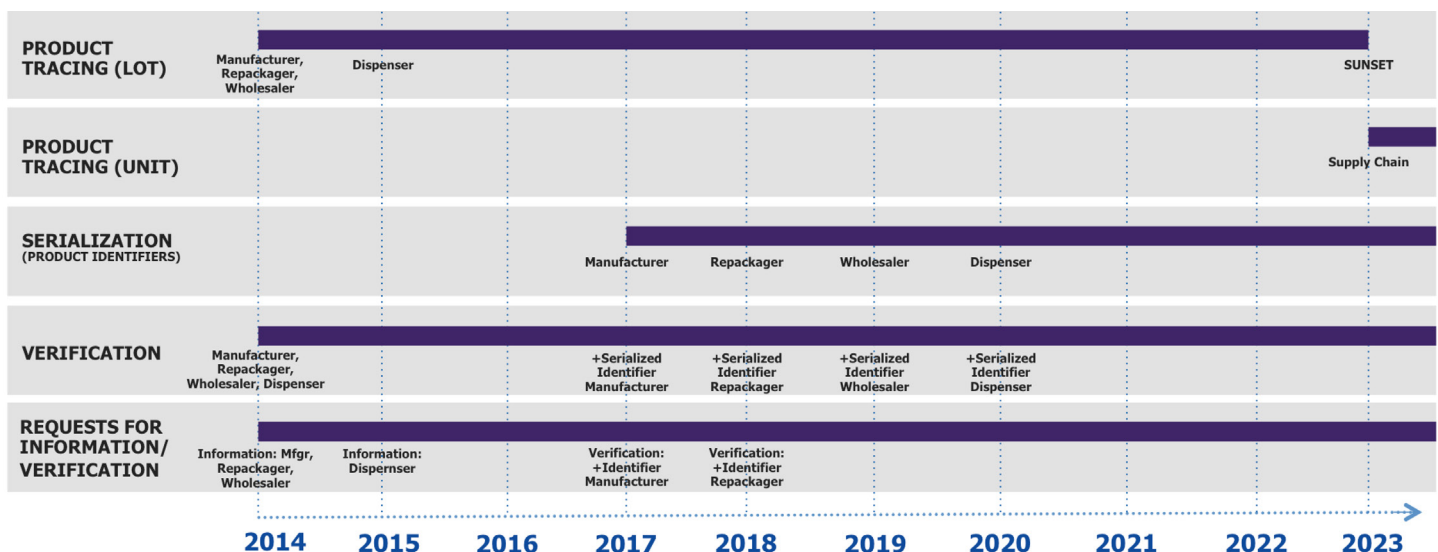 PRODUCT
TRACING (LOT)
Manufacturer,
Repackager,
Wholesaler
Dispenser
SUNSET
PRODUCT
TRACING (UNIT)
Supply Chain
SERIALIZATION
(PRODUCT IDENTIFIERS)
Manufacturer
Repackager
Wholesaler
Dispenser
VERIFICATION
Manufacturer,
Repackager,
Wholesaler, Dispenser
+Serialized
Identifier
Manufacturer
+Serialized
Identifier
Repackager
+Serialized
Identifier
Wholesaler
+Serialized
Identifier
Dispenser
REQUESTS FOR
INFORMATION/
VERIFICATION
Information: Mfgr,
Repackager,
Wholesaler
Information:
Dispernser
Verification:
+Identifier
Manufacturer
Verification:
+Identifier
Repackager
2014 2015 2016 2017 2018 2019 2020 2021 2022 2023